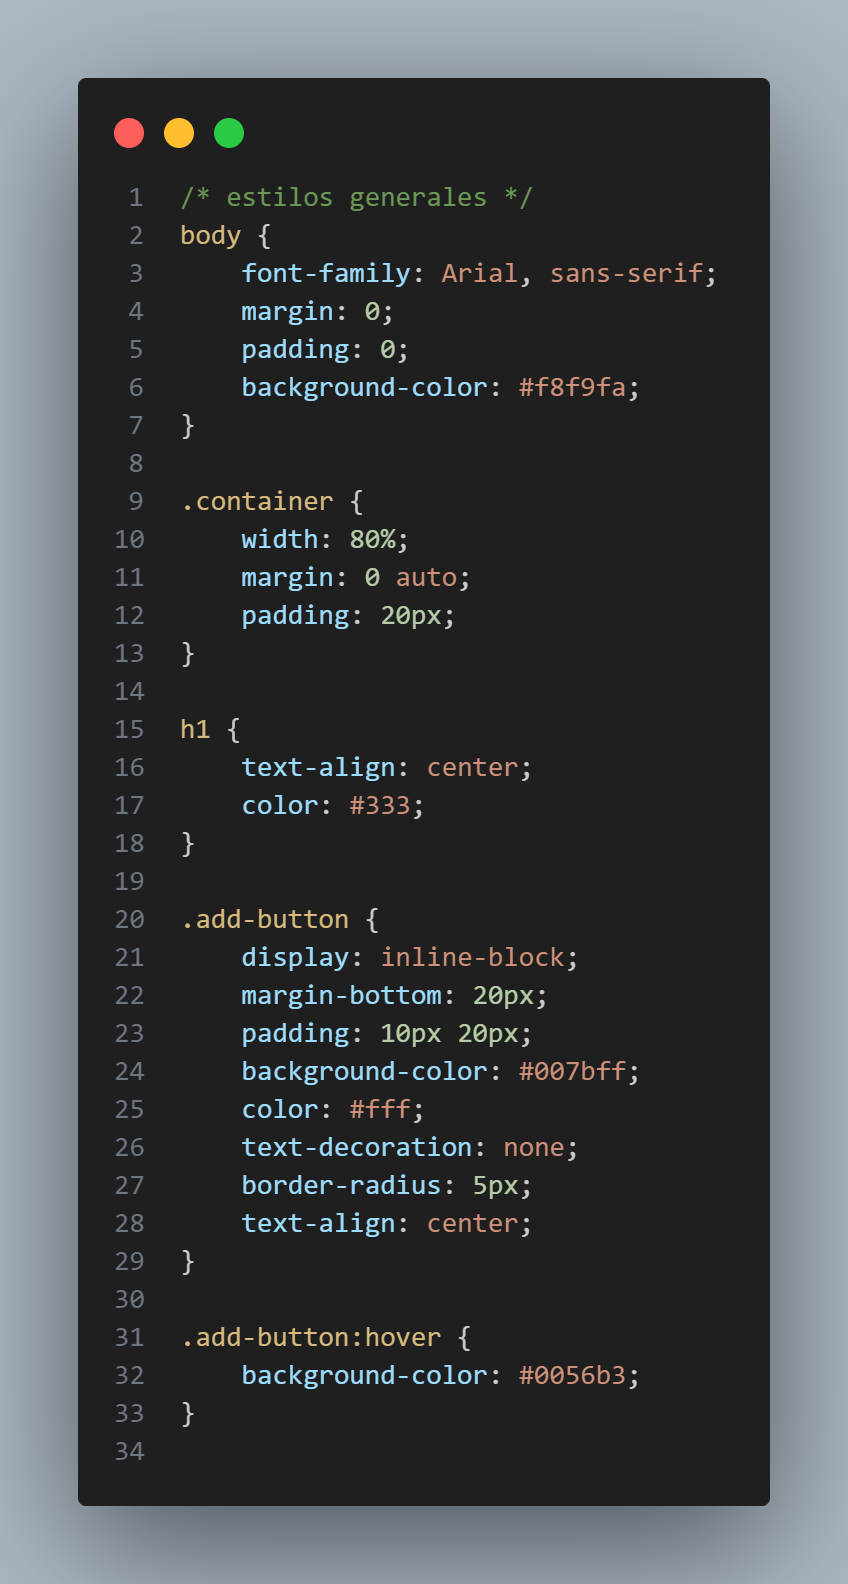 1 /* estilos generales */
2 body {
3     font-family: Arial, sans-serif;
4     margin: 0;
5     padding: 0;
6     background-color: #f8f9fa;
7 }
8
9 .container {
10     width: 80%;
11     margin: 0 auto;
12     padding: 20px;
13 }
14
15 h1 {
16     text-align: center;
17     color: #333;
18 }
19
20 .add-button {
21     display: inline-block;
22     margin-bottom: 20px;
23     padding: 10px 20px;
24     background-color: #007bff;
25     color: #fff;
26     text-decoration: none;
27     border-radius: 5px;
28     text-align: center;
29 }
30
31 .add-button:hover {
32     background-color: #0056b3;
33 }
34